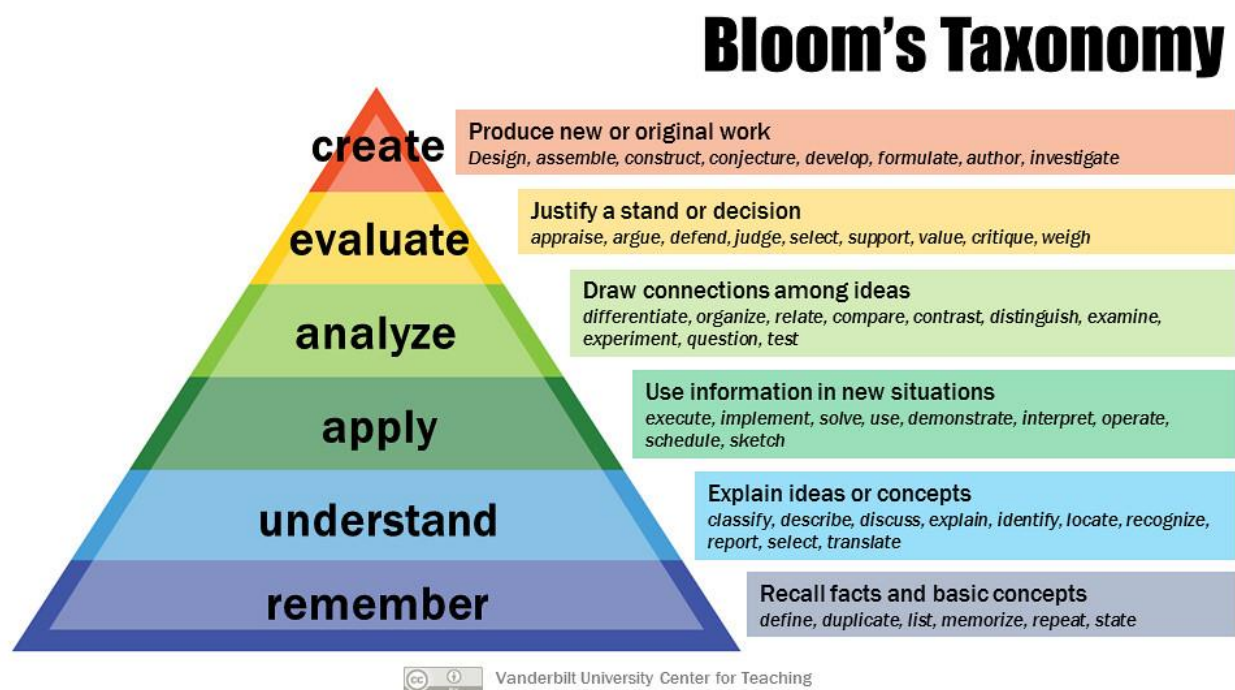 Bloom's Taxonomy
create
Produce new or original work
Design, assemble, construct, conjecture, develop, formulate, author, investigate
evaluate
Justify a stand or decision
appraise, argue, defend, judge, select, support, value, critique, weigh
analyze
Draw connections among ideas
differentiate, organize, relate, compare, contrast, distinguish, examine,
experiment, question, test
apply
Use information in new situations
execute, implement, solve, use, demonstrate, interpret, operate,
schedule, sketch
understand
Explain ideas or concepts
classify, describe, discuss, explain, identify, locate, recognize,
report, select, translate
remember
Recall facts and basic concepts
define, duplicate, list, memorize, repeat, state
cc Vanderbilt University Center for Teaching